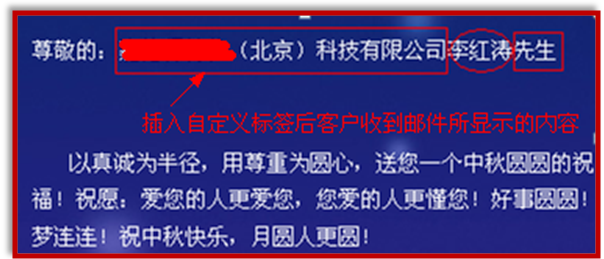 尊敬的：（北京）科技有限公司李红涛先生
插入自定义标签后客户收到邮件所显示的内容
以真诚为半径，用尊重为圆心，送您一个中秋圆圆的祝
福！祝愿：爱您的人更爱您，您爱的人更懂您！好事圆圆！
梦连连！祝中秋快乐，月圆人更圆！